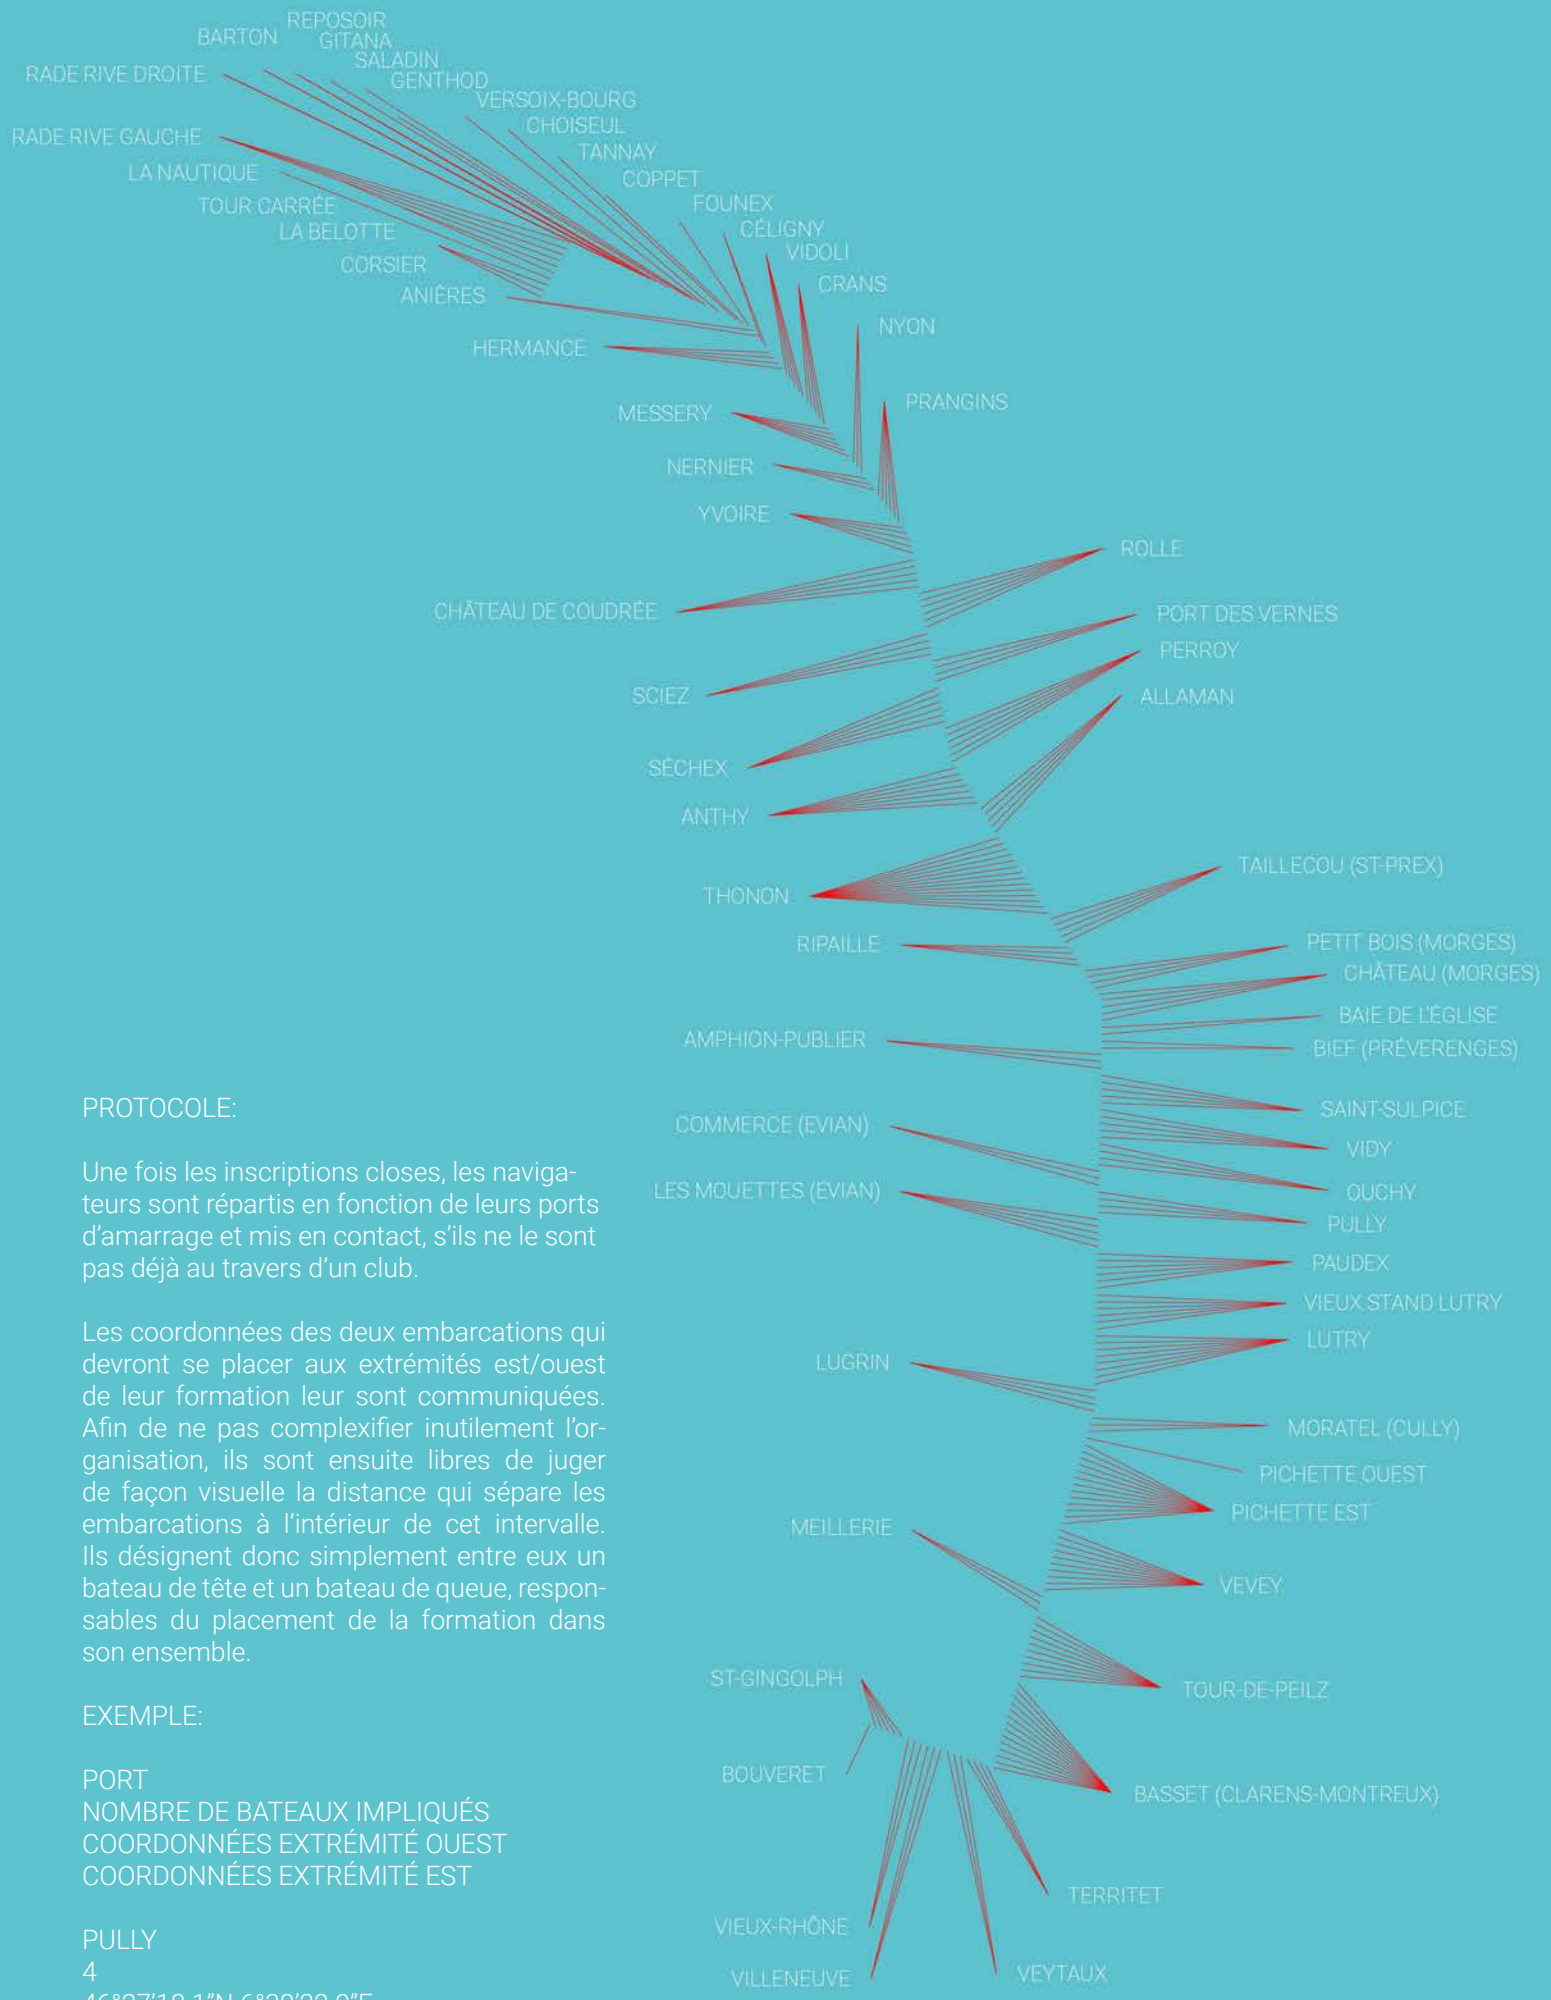 REPOSOIR
BARTON
GITANA
SALADIN
RADE RIVE DROITE
GENTHOD
VERSOIX-BOURG
CHOISEUL
RADE RIVE GAUCHE
TANNAY
LA NAUTIQUE
COPPET
TOUR CARRÉE
FOUNEX
LA BELOTTE
CÉLIGNY
VIDOLI
CORSIER
CRANS
ANIÈRES
NYON
HERMANCE
PRANGINS
MESSERY
NERNIER
YVOIRE
ROLLE
CHÂTEAU DE COUDRÉE
PORT DES VERNES
PERROY
SCIEZ
ALLAMAN
SÉCHEX
ANTHY
TAILLECOU (ST-PREX)
THONON
RIPAILLE
PETIT BOIS (MORGES)
CHÂTEAU (MORGES)
BAIE DE L'ÉGLISE
AMPHION-PUBLIER
BIEF (PRÉVERENGES)
SAINT-SULPICE
COMMERCE (EVIAN)
VIDY
LES MOUETTES (EVIAN)
OUCHY
PULLY
PAUDEX
VIEUX STAND LUTRY
LUTRY
LUGRIN
MORATEL (CULLY)
PICHETTE OUEST
PICHETTE EST
MEILLERIE
VEVEY
ST-GINGOLPH
TOUR-DE-PEILZ
BOUVERET
BASSET (CLARENS-MONTREUX)
TERRITET
VIEUX-RHÔNE
VEYTAUX
VILLENEUVE
PROTOCOLE:
Une fois les inscriptions closes, les naviga-
teurs sont répartis en fonction de leurs ports
d'amarrage et mis en contact, s'ils ne le sont
pas déjà au travers d'un club.
Les coordonnées des deux embarcations qui
devront se placer aux extrémités est/ouest
de leur formation leur sont communiquées.
Afin de ne pas complexifier inutilement l'or-
ganisation, ils sont ensuite libres de juger
de façon visuelle la distance qui sépare les
embarcations à l'intérieur de cet intervalle.
Ils désignent donc simplement entre eux un
bateau de tête et un bateau de queue, respon-
sables du placement de la formation dans
son ensemble.
EXEMPLE:
PORT
NOMBRE DE BATEAUX IMPLIQUÉS
COORDONNÉES EXTRÉMITÉ OUEST
COORDONNÉES EXTRÉMITÉ EST
PULLY
4